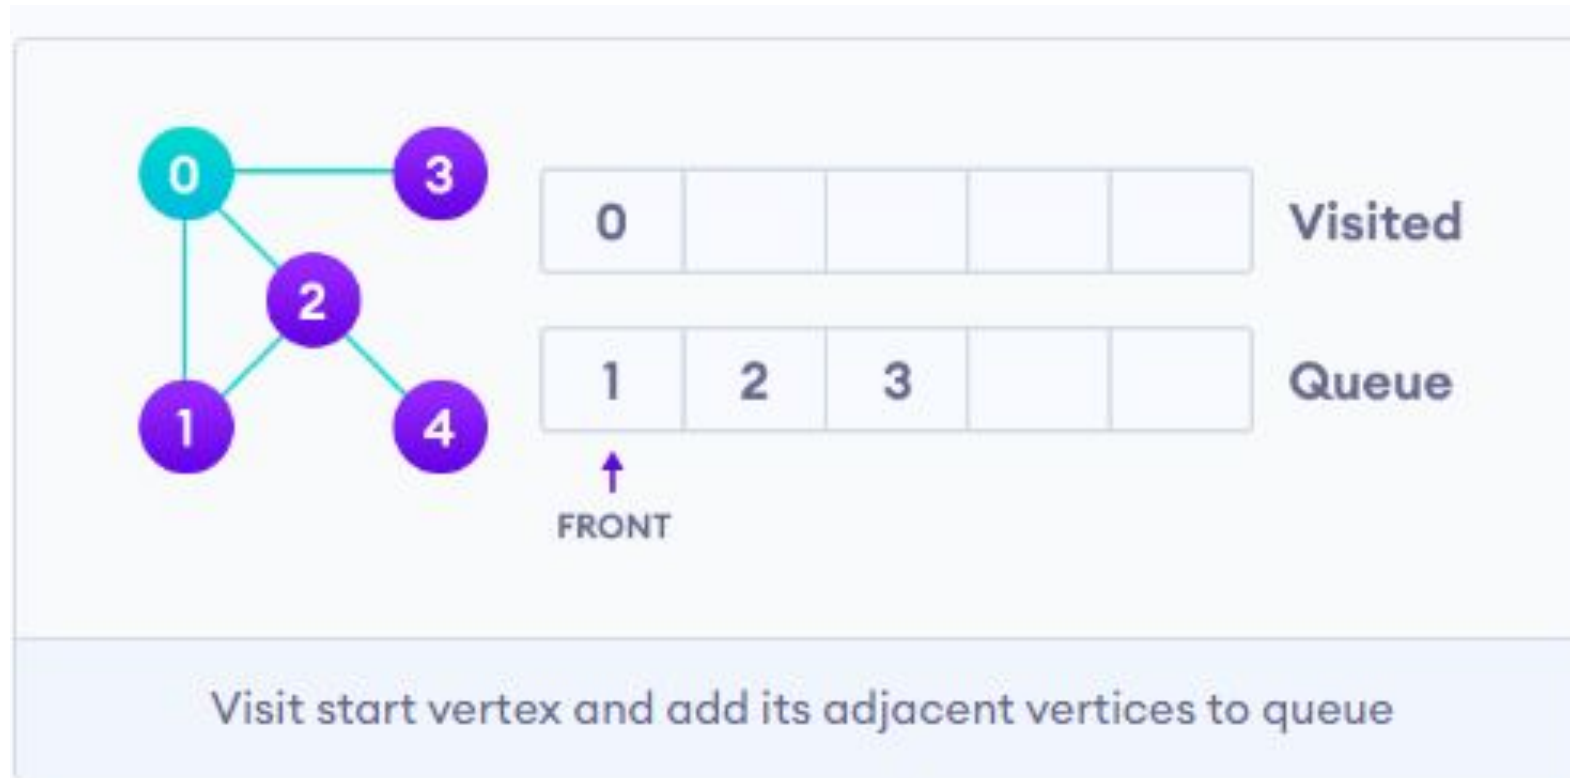 0
3
2
1
4
0 Visited
1 2 3 Queue
FRONT
Visit start vertex and add its adjacent vertices to queue